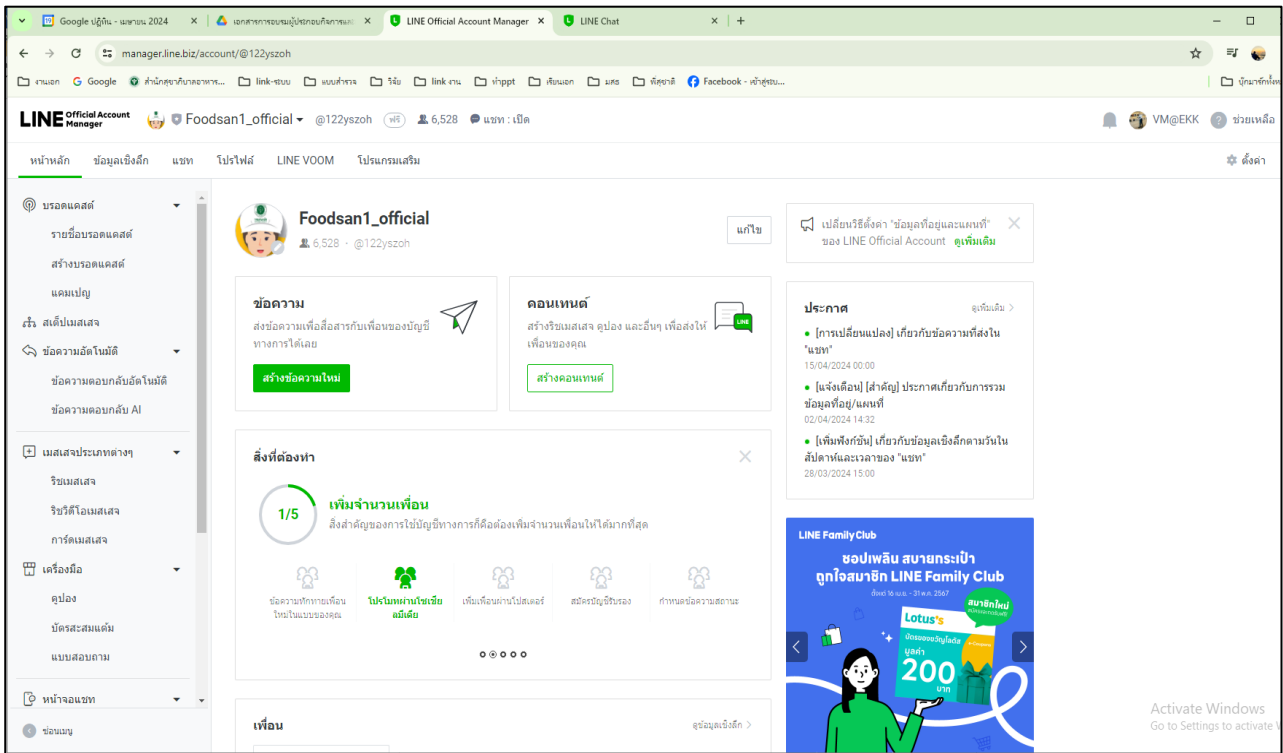 Google ปฏิทิน - เมษายน 2024
เอกสารการอบรมผู้ประกอบกิจการและ
LINE Official Account Manager
LINE Chat
manager.line.biz/account/@122yszoh
งานเอก
Google
สำนักสุขาภิบาลอาหาร...
link-ระบบ
แบบสำรวจ
วิจัย
link งาน
ทำppt
เรียนเอก
มสธ
พิสุชาติ
Facebook - เข้าสู่ระบ...
LINE Official Account Manager
Foodsan1_official
@122yszoh
ฟรี
6,528
แชท : เปิด
VM@EKK
ช่วยเหลือ
หน้าหลัก
ข้อมูลเชิงลึก
แชท
โปรไฟล์
LINE VOOM
โปรแกรมเสริม
ตั้งค่า
บรอดแคสต์
รายชื่อบรอดแคสต์
สร้างบรอดแคสต์
แคมเปญ
สเต็ปเมสเสจ
ข้อความอัตโนมัติ
ข้อความตอบกลับอัตโนมัติ
ข้อความตอบกลับ AI
เมสเสจประเภทต่างๆ
ริชเมสเสจ
ริชวิดีโอเมสเสจ
การ์ดเมสเสจ
เครื่องมือ
คูปอง
บัตรสะสมแต้ม
แบบสอบถาม
หน้าจอแชท
ซ่อนเมนู
Foodsan1_official
6,528 · @122yszoh
แก้ไข
ข้อความ
ส่งข้อความเพื่อสื่อสารกับเพื่อนของบัญชี
ทางการได้เลย
สร้างข้อความใหม่
คอนเทนต์
สร้างริชเมสเสจ คูปอง และอื่นๆ เพื่อส่งให้
เพื่อนของคุณ
LINE
สร้างคอนเทนต์
สิ่งที่ต้องทำ
1/5
เพิ่มจำนวนเพื่อน
สิ่งสำคัญของการใช้บัญชีทางการก็คือต้องเพิ่มจำนวนเพื่อนให้ได้มากที่สุด
ข้อความทักทายเพื่อน
ใหม่ในแบบของคุณ
โปรโมทผ่านโซเชีย
ลมีเดีย
เพิ่มเพื่อนผ่านโปสเตอร์
สมัครบัญชีรับรอง
กำหนดข้อความสถานะ
เพื่อน
ดูข้อมูลเชิงลึก
เปลี่ยนวิธีตั้งค่า "ข้อมูลที่อยู่และแผนที่"
ของ LINE Official Account ดูเพิ่มเติม
ประกาศ
ดูเพิ่มเติม
[การเปลี่ยนแปลง] เกี่ยวกับข้อความที่ส่งใน
"แชท"
15/04/2024 00:00
[แจ้งเตือน] [สำคัญ] ประกาศเกี่ยวกับการรวม
ข้อมูลที่อยู่/แผนที่
02/04/2024 14:32
[เพิ่มฟังก์ชัน] เกี่ยวกับข้อมูลเชิงลึกตามวันใน
สัปดาห์และเวลาของ "แชท"
28/03/2024 15:00
LINE Family Club
ชอปเพลิน สบายกระเป๋า
ถูกใจสมาชิก LINE Family Club
ตั้งแต่ 16 เม.ย. - 31 พ.ค. 2567
สมาชิกใหม่
Lotus's
มูลค่า
200
บาท
Activate Windows
Go to Settings to activate